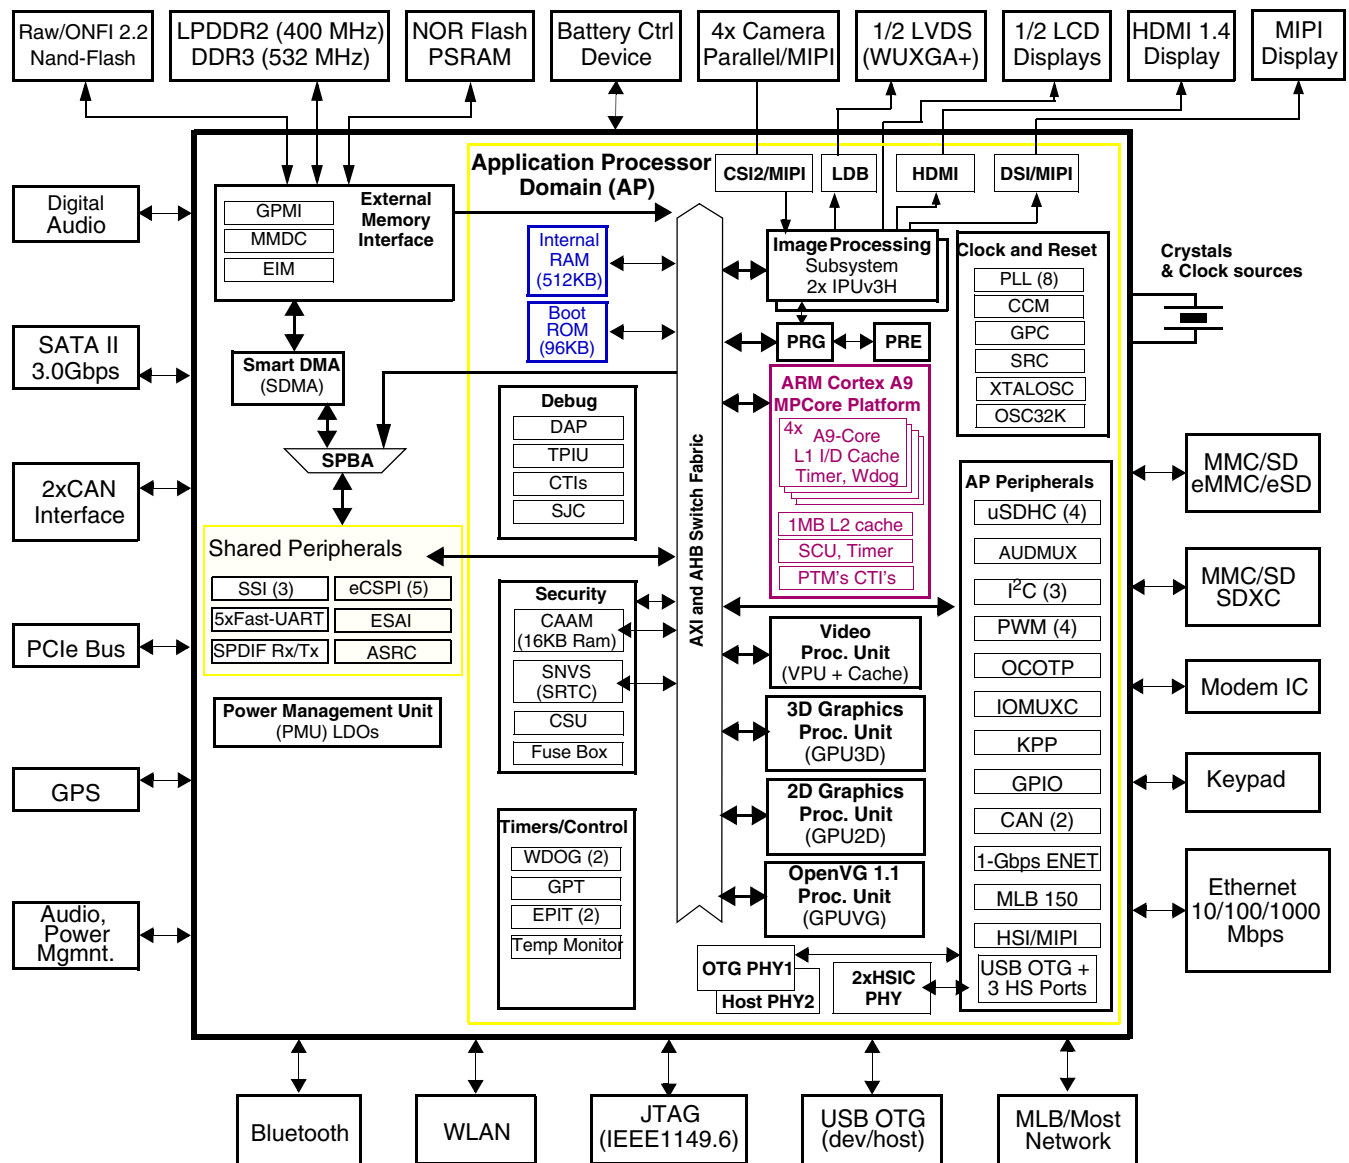 Raw/ONFI 2.2
Nand-Flash
LPDDR2 (400 MHz)
DDR3 (532 MHz)
NOR Flash
PSRAM
Battery Ctrl
Device
4x Camera
Parallel/MIPI
1/2 LVDS
(WUXGA+)
1/2 LCD
Displays
HDMI 1.4
Display
MIPI
Display
Digital
Audio
SATA II
3.0Gbps
2xCAN
Interface
PCIe Bus
GPS
Audio,
Power
Mgmnt.
External
Memory
Interface
GPMI
MMDC
EIM
Smart DMA
(SDMA)
SPBA
Shared Peripherals
SSI (3)
eCSPI (5)
5xFast-UART
ESAI
SPDIF Rx/Tx
ASRC
Power Management Unit
(PMU) LDOs
Application Processor
Domain (AP)
Internal
RAM
(512KB)
Boot
ROM
(96KB)
Debug
DAP
TPIU
CTIs
SJC
Security
CAAM
(16KB Ram)
SNVS
(SRTC)
CSU
Fuse Box
Timers/Control
WDOG (2)
GPT
EPIT (2)
Temp Monitor
AXI and AHB Switch Fabric
CSI2/MIPI
LDB
HDMI
DSI/MIPI
Image Processing
Subsystem
2x IPUv3H
PRG
PRE
ARM Cortex A9
MPCore Platform
4x
A9-Core
L1 I/D Cache
Timer, Wdog
1MB L2 cache
SCU, Timer
PTM's CTI's
Video
Proc. Unit
(VPU + Cache)
3D Graphics
Proc. Unit
(GPU3D)
2D Graphics
Proc. Unit
(GPU2D)
OpenVG 1.1
Proc. Unit
(GPUVG)
OTG PHY1
Host PHY2
2xHSIC
PHY
Clock and Reset
PLL (8)
CCM
GPC
SRC
XTALOSC
OSC32K
AP Peripherals
uSDHC (4)
AUDMUX
I²C (3)
PWM (4)
OCOTP
IOMUXC
KPP
GPIO
CAN (2)
1-Gbps ENET
MLB 150
HSI/MIPI
USB OTG +
3 HS Ports
Crystals
& Clock sources
MMC/SD
eMMC/eSD
MMC/SD
SDXC
Modem IC
Keypad
Ethernet
10/100/1000
Mbps
Bluetooth
WLAN
JTAG
(IEEE1149.6)
USB OTG
(dev/host)
MLB/Most
Network